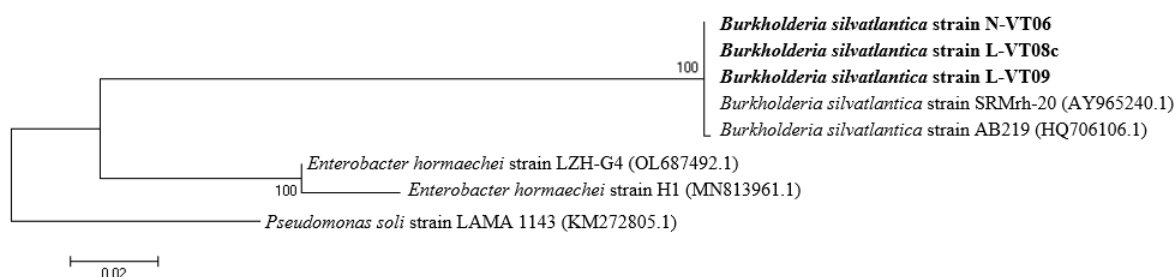 Burkholderia silvatlantica strain N-VT06
Burkholderia silvatlantica strain L-VT08c
100
Burkholderia silvatlantica strain L-VT09
Burkholderia silvatlantica strain SRMrh-20 (AY965240.1)
Burkholderia silvatlantica strain AB219 (HQ706106.1)
Enterobacter hormaechei strain LZH-G4 (OL687492.1)
100
Enterobacter hormaechei strain H1 (MN813961.1)
Pseudomonas soli strain LAMA 1143 (KM272805.1)
0.02